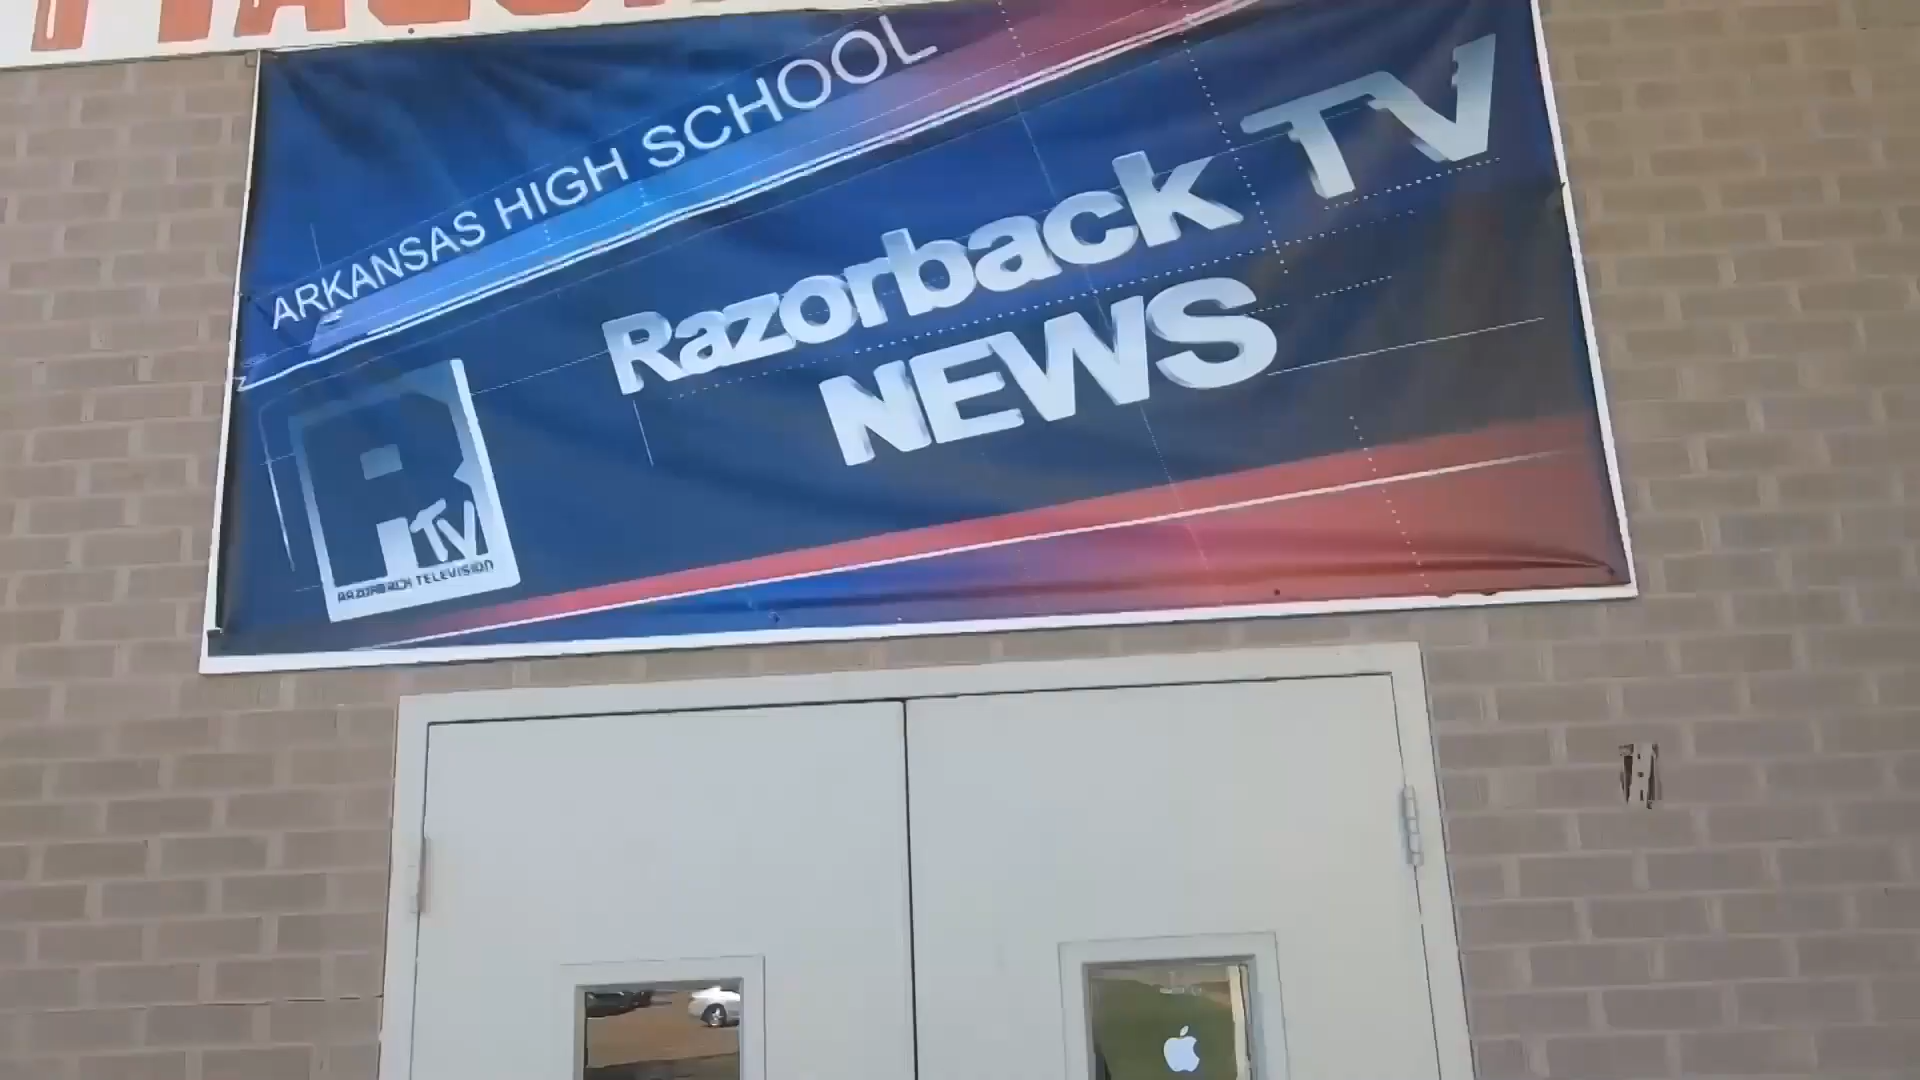 ARKANSAS HIGH SCHOOL
Razorback TV
NEWS
R TV
RAZORBACK TELEVISION